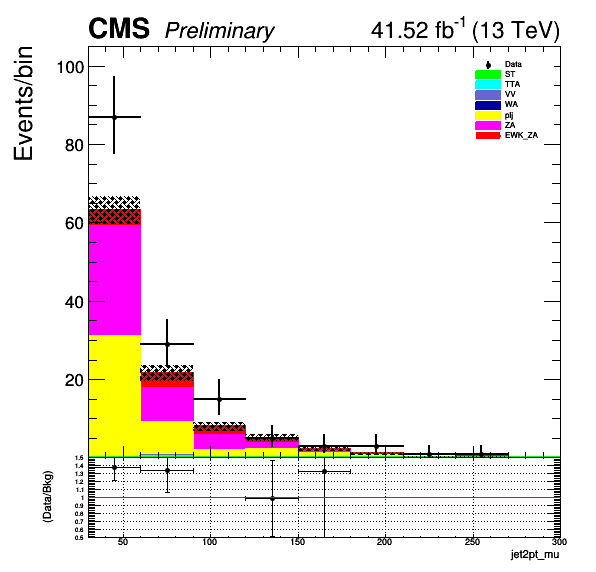 CMS Preliminary 41.52 fb-1 (13 TeV)
Events/bin
100
80
60
40
20
Data
ST
TTA
VV
WA
plj
ZA
EWK_ZA
(Data/Bkg)
1.5
1.4
1.3
1.2
1.1
1
0.9
0.8
0.7
0.6
0.5
50 100 150 200 250 300
jet2pt_mu